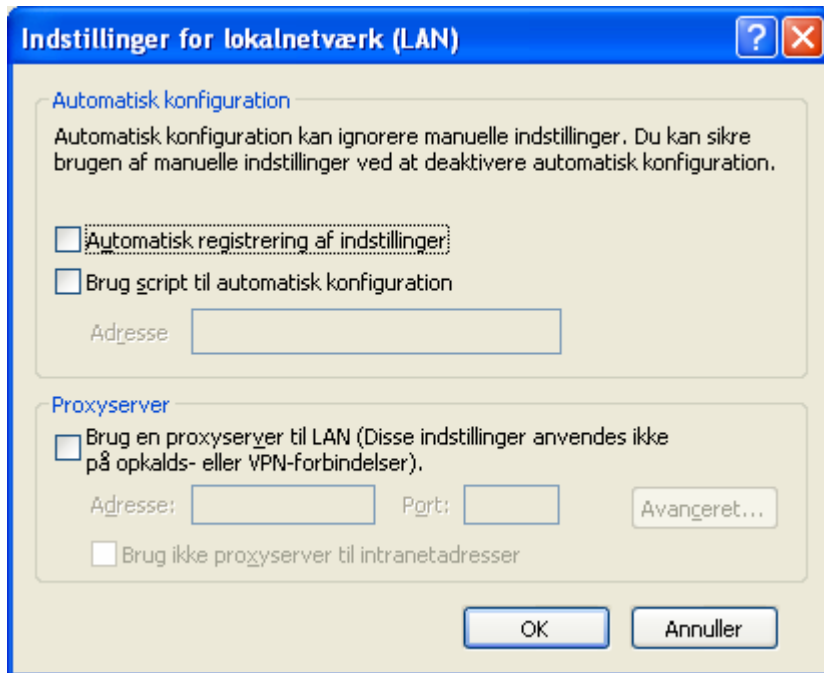 Indstillinger for lokalnetværk (LAN)
Automatisk konfiguration
Automatisk konfiguration kan ignorere manuelle indstillinger. Du kan sikre
brugen af manuelle indstillinger ved at deaktivere automatisk konfiguration.
Automatisk registrering af indstillinger
Brug script til automatisk konfiguration
Adresse
Proxyserver
Brug en proxyserver til LAN (Disse indstillinger anvendes ikke
på opkalds- eller VPN-forbindelser).
Adresse: Port: Avanceret...
Brug ikke proxyserver til intranetadresser
OK Annuller